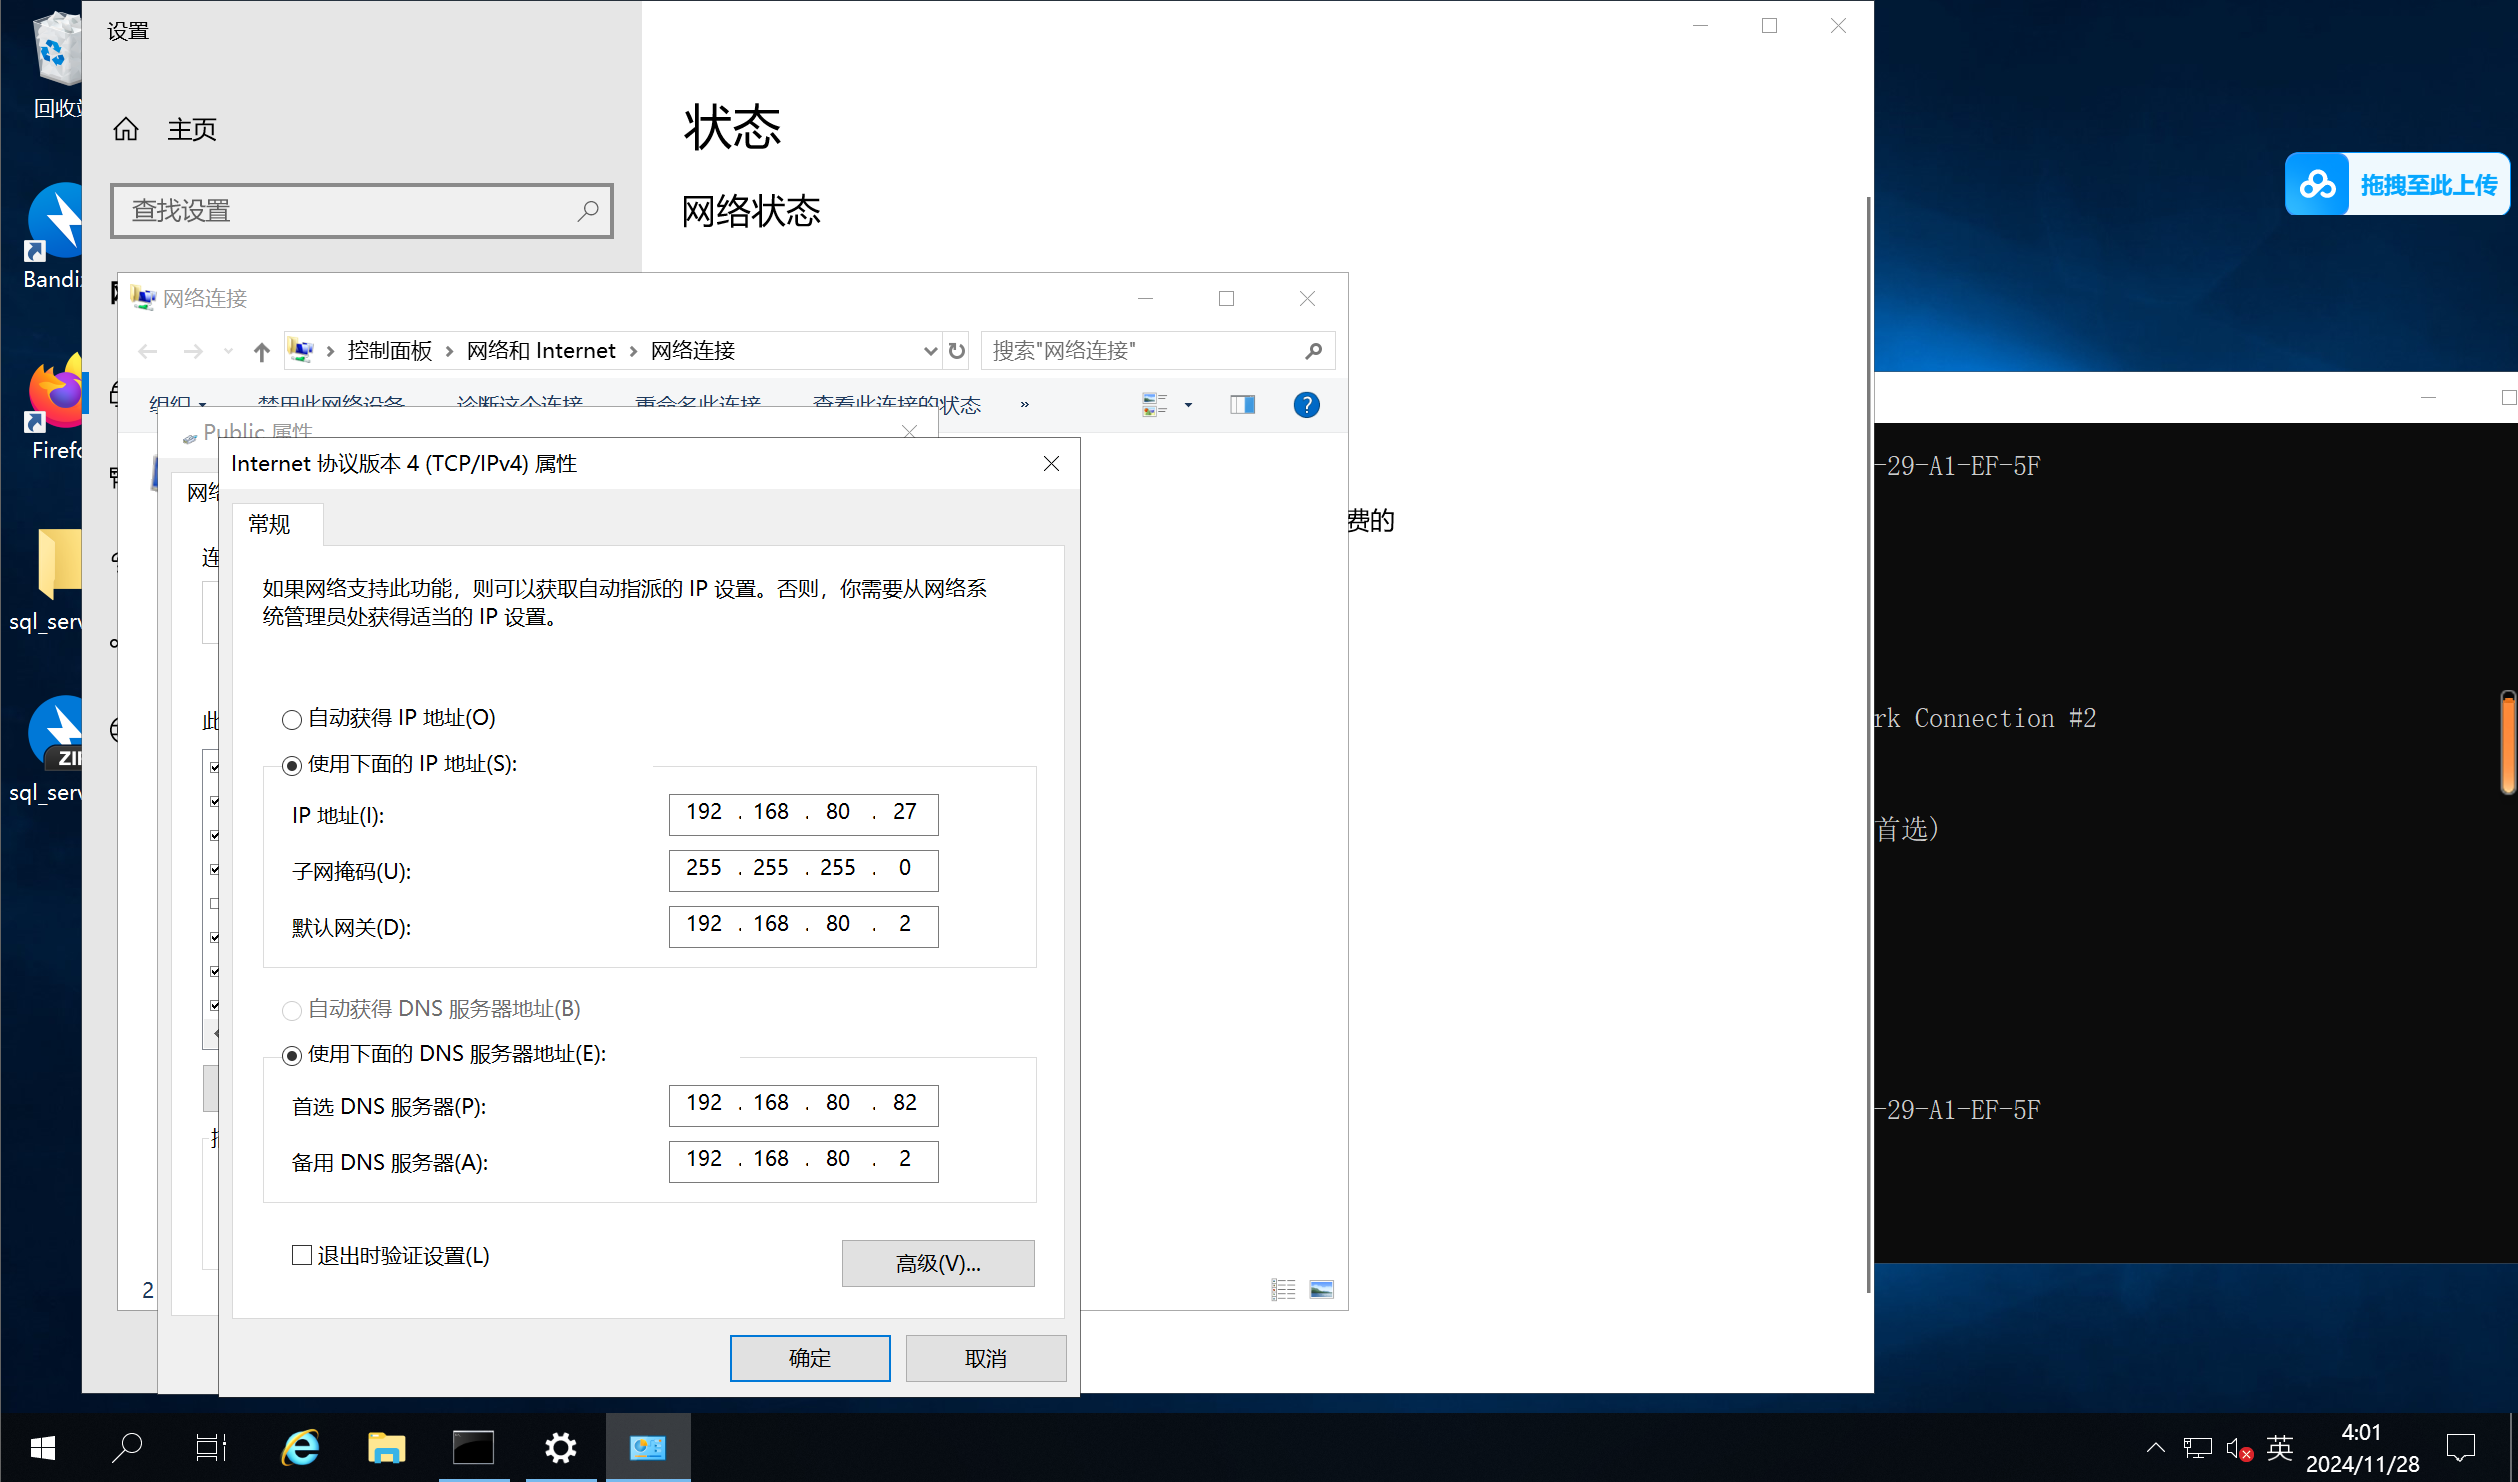 回收站
Bandi
Firefo
sql_serv
sql_serv
设置
主页
查找设置
状态
网络状态
费的
拖拽至此上传
网络连接
控制面板 › 网络和 Internet › 网络连接
搜索"网络连接"
组织 禁用此网络设备 诊断这个连接 重命名此连接 查看此连接的状态 »
Public 属性
网络
连
此
2
Internet 协议版本 4 (TCP/IPv4) 属性
常规
如果网络支持此功能，则可以获取自动指派的 IP 设置。否则，你需要从网络系
统管理员处获得适当的 IP 设置。
自动获得 IP 地址(O)
使用下面的 IP 地址(S):
IP 地址(I): 192 . 168 . 80 . 27
子网掩码(U): 255 . 255 . 255 . 0
默认网关(D): 192 . 168 . 80 . 2
自动获得 DNS 服务器地址(B)
使用下面的 DNS 服务器地址(E):
首选 DNS 服务器(P): 192 . 168 . 80 . 82
备用 DNS 服务器(A): 192 . 168 . 80 . 2
退出时验证设置(L)
高级(V)...
确定 取消
-29-A1-EF-5F
rk Connection #2
首选)
-29-A1-EF-5F
英
4:01
2024/11/28